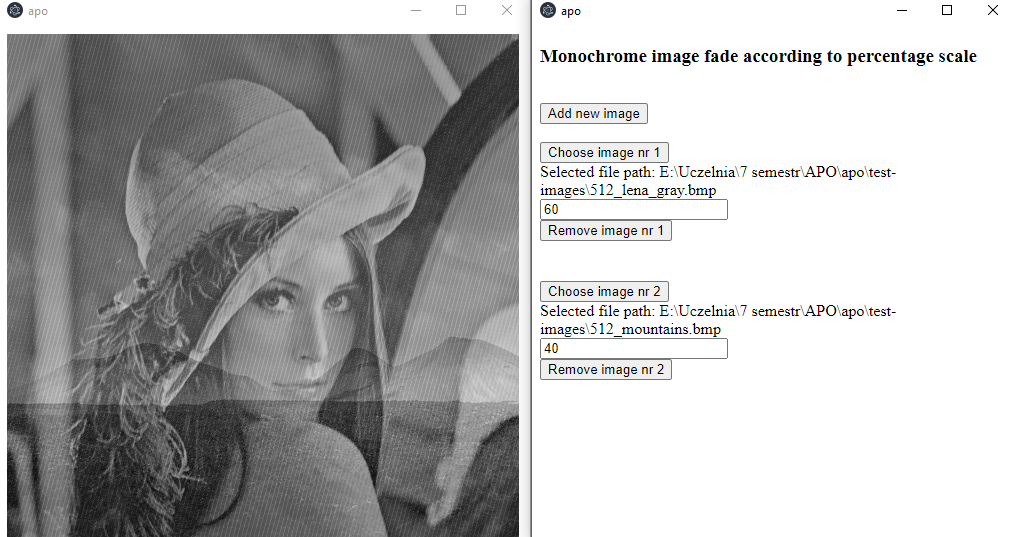 apo
apo
Monochrome image fade according to percentage scale
Add new image
Choose image nr 1
Selected file path: E:\Uczelnia\7 semestr\APO\apo\test-
images\512_lena_gray.bmp
60
Remove image nr 1
Choose image nr 2
Selected file path: E:\Uczelnia\7 semestr\APO\apo\test-
images\512_mountains.bmp
40
Remove image nr 2